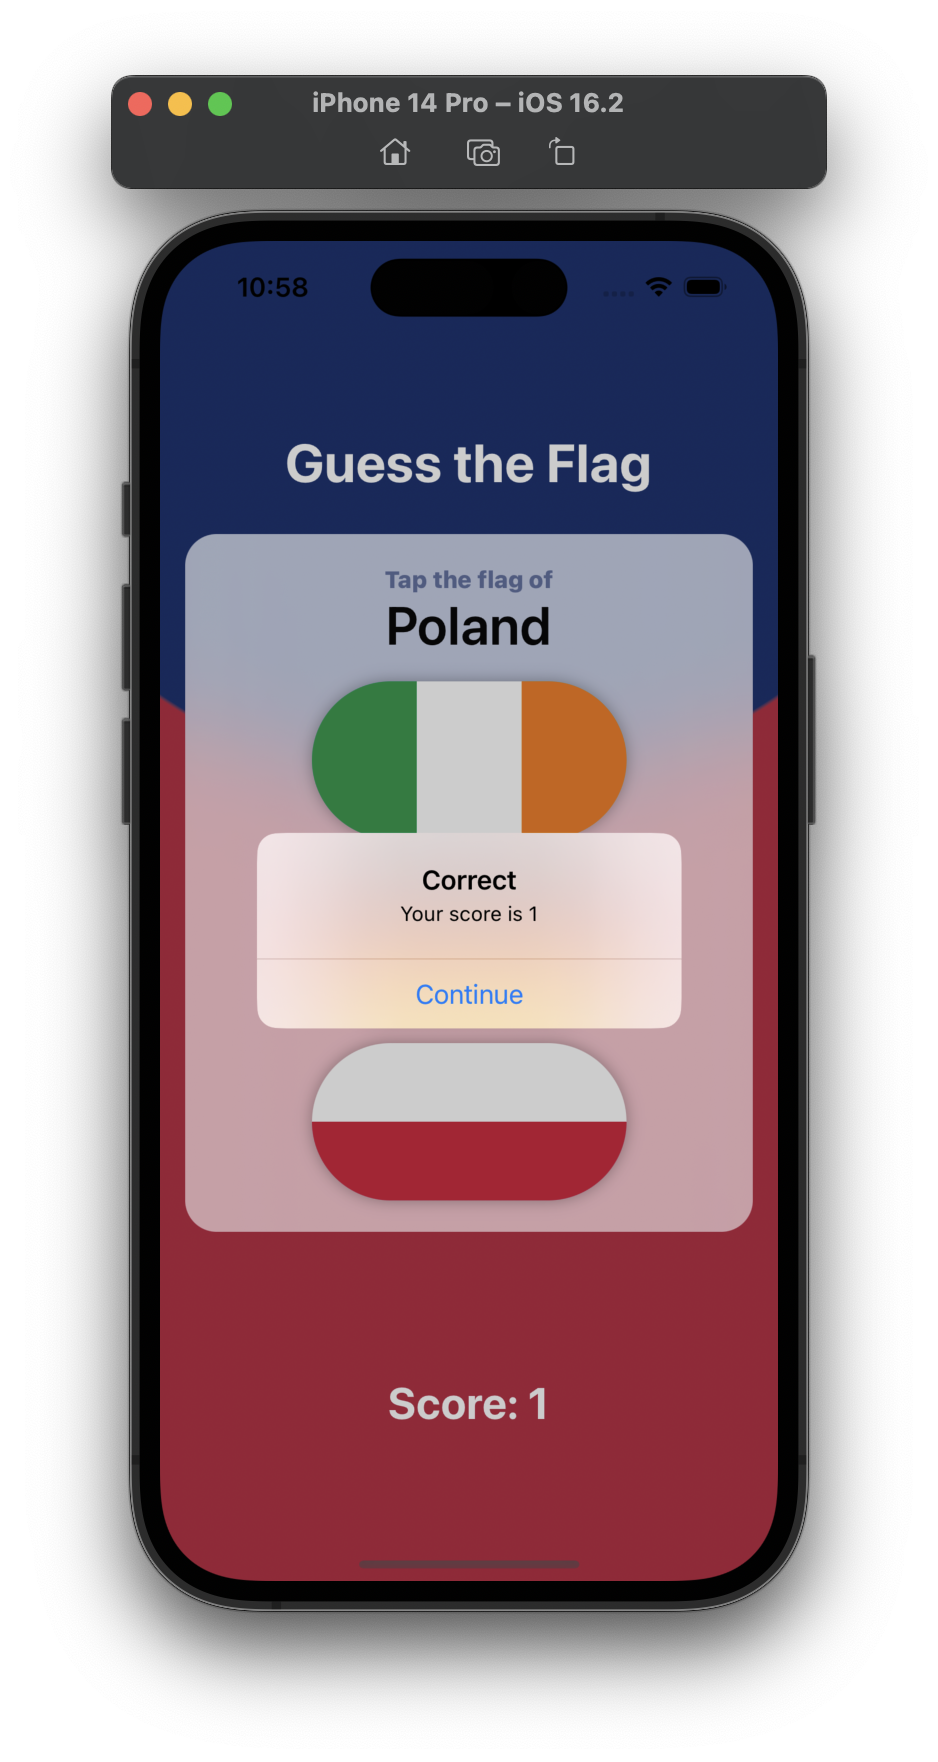 iPhone 14 Pro – iOS 16.2
10:58
Guess the Flag
Tap the flag of
Poland
Correct
Your score is 1
Continue
Score: 1